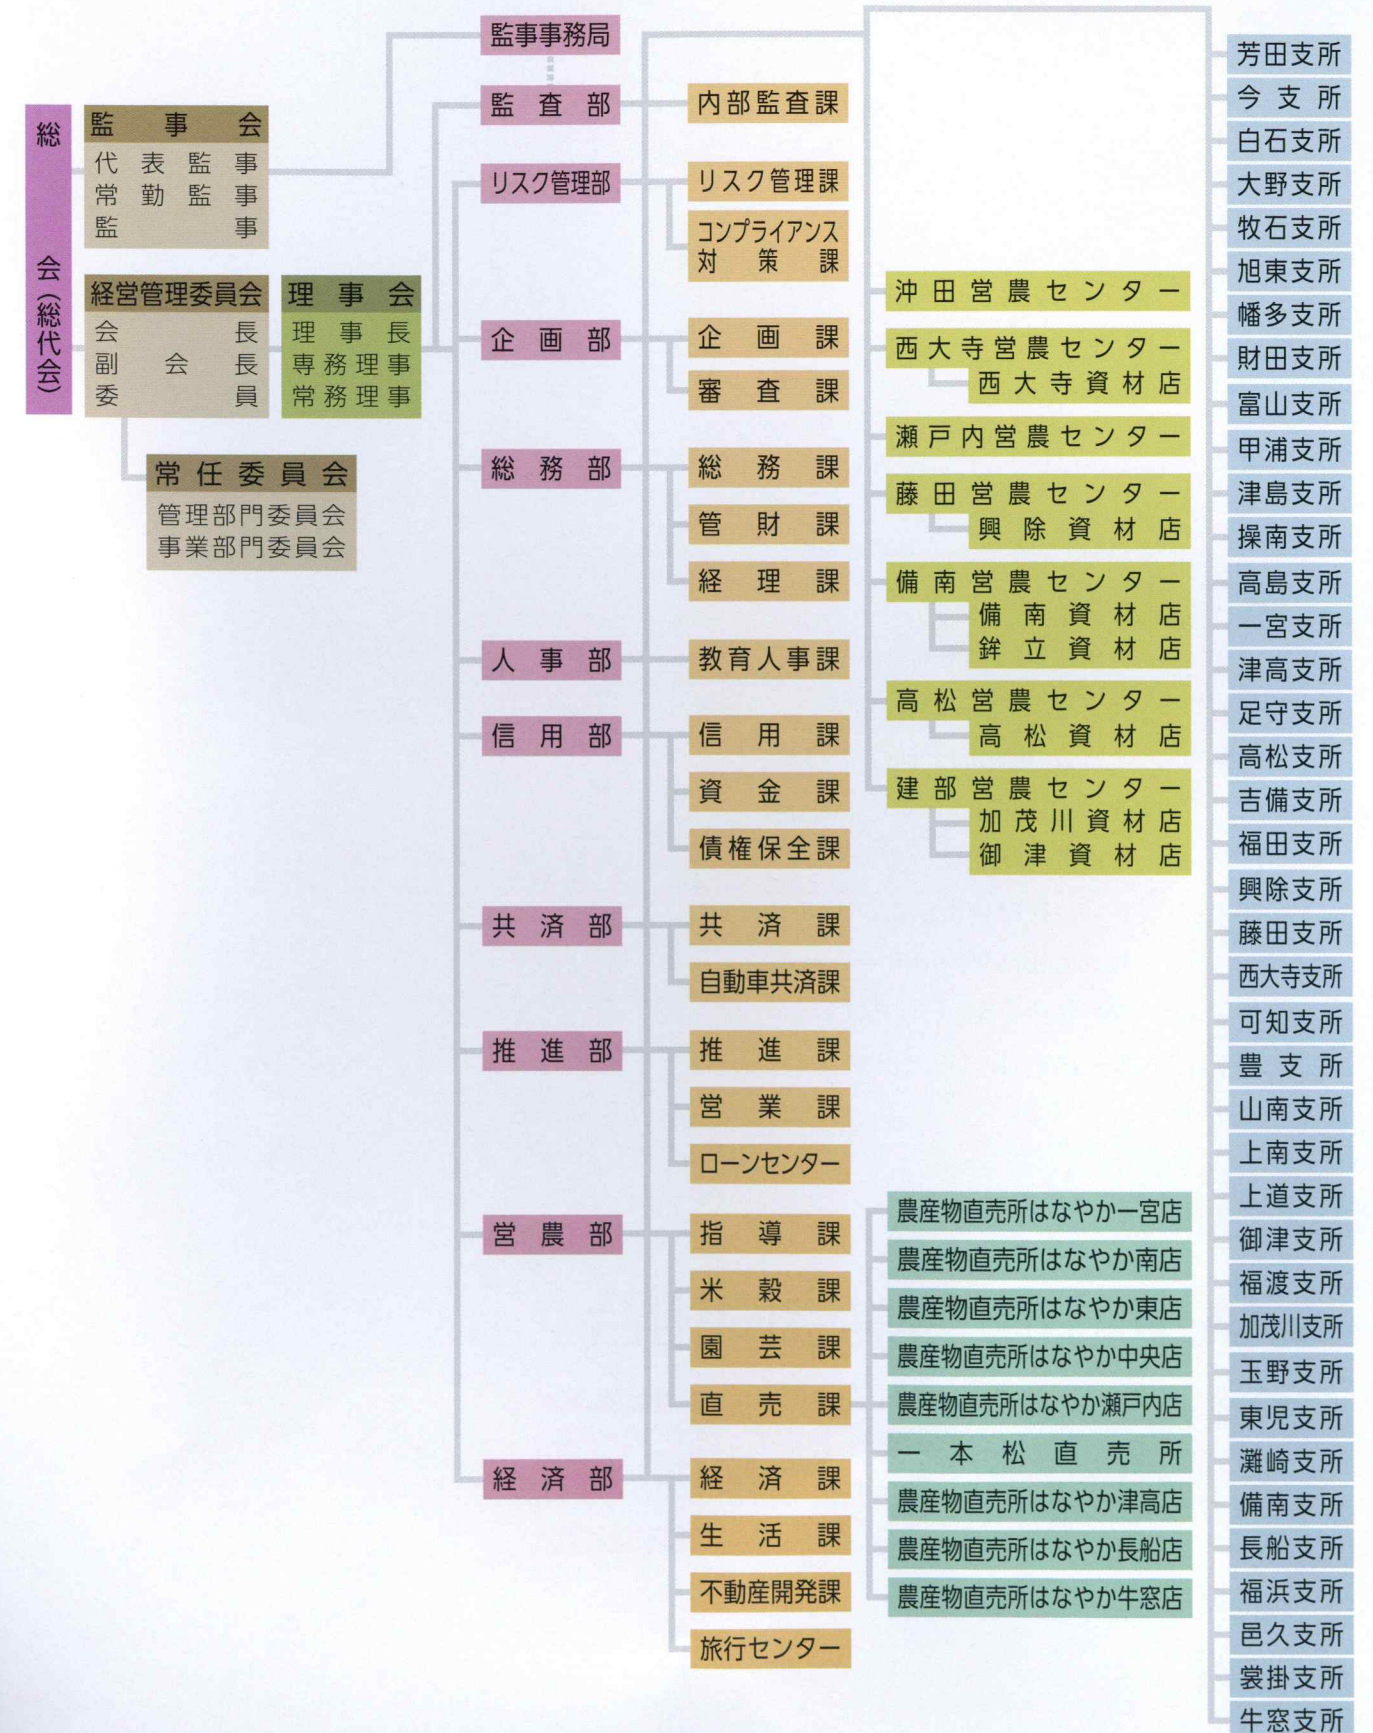 総会（総代会）
監事会
代表監事
常勤監事
監事
経営管理委員会
会長
副会長
委員
理事会
理事長
専務理事
常務理事
常任委員会
管理部門委員会
事業部門委員会
監事事務局
監査部
リスク管理部
企画部
総務部
人事部
信用部
共済部
推進部
営農部
経済部
内部監査課
リスク管理課
コンプライアンス
対策課
企画課
審査課
総務課
管財課
経理課
教育人事課
信用課
資金課
債権保全課
共済課
自動車共済課
推進課
営業課
ローンセンター
指導課
米穀課
園芸課
直売課
経済課
生活課
不動産開発課
旅行センター
沖田営農センター
西大寺営農センター
西大寺資材店
瀬戸内営農センター
藤田営農センター
興除資材店
備南営農センター
備南資材店
鉾立資材店
高松営農センター
高松資材店
建部営農センター
加茂川資材店
御津資材店
農産物直売所はなやか一宮店
農産物直売所はなやか南店
農産物直売所はなやか東店
農産物直売所はなやか中央店
農産物直売所はなやか瀬戸内店
一本松直売所
農産物直売所はなやか津高店
農産物直売所はなやか長船店
農産物直売所はなやか牛窓店
芳田支所
今支所
白石支所
大野支所
牧石支所
旭東支所
幡多支所
財田支所
富山支所
甲浦支所
津島支所
操南支所
高島支所
一宮支所
津高支所
足守支所
高松支所
吉備支所
福田支所
興除支所
藤田支所
西大寺支所
可知支所
豊支所
山南支所
上南支所
上道支所
御津支所
福渡支所
加茂川支所
玉野支所
東児支所
灘崎支所
備南支所
長船支所
福浜支所
邑久支所
裳掛支所
牛窓支所